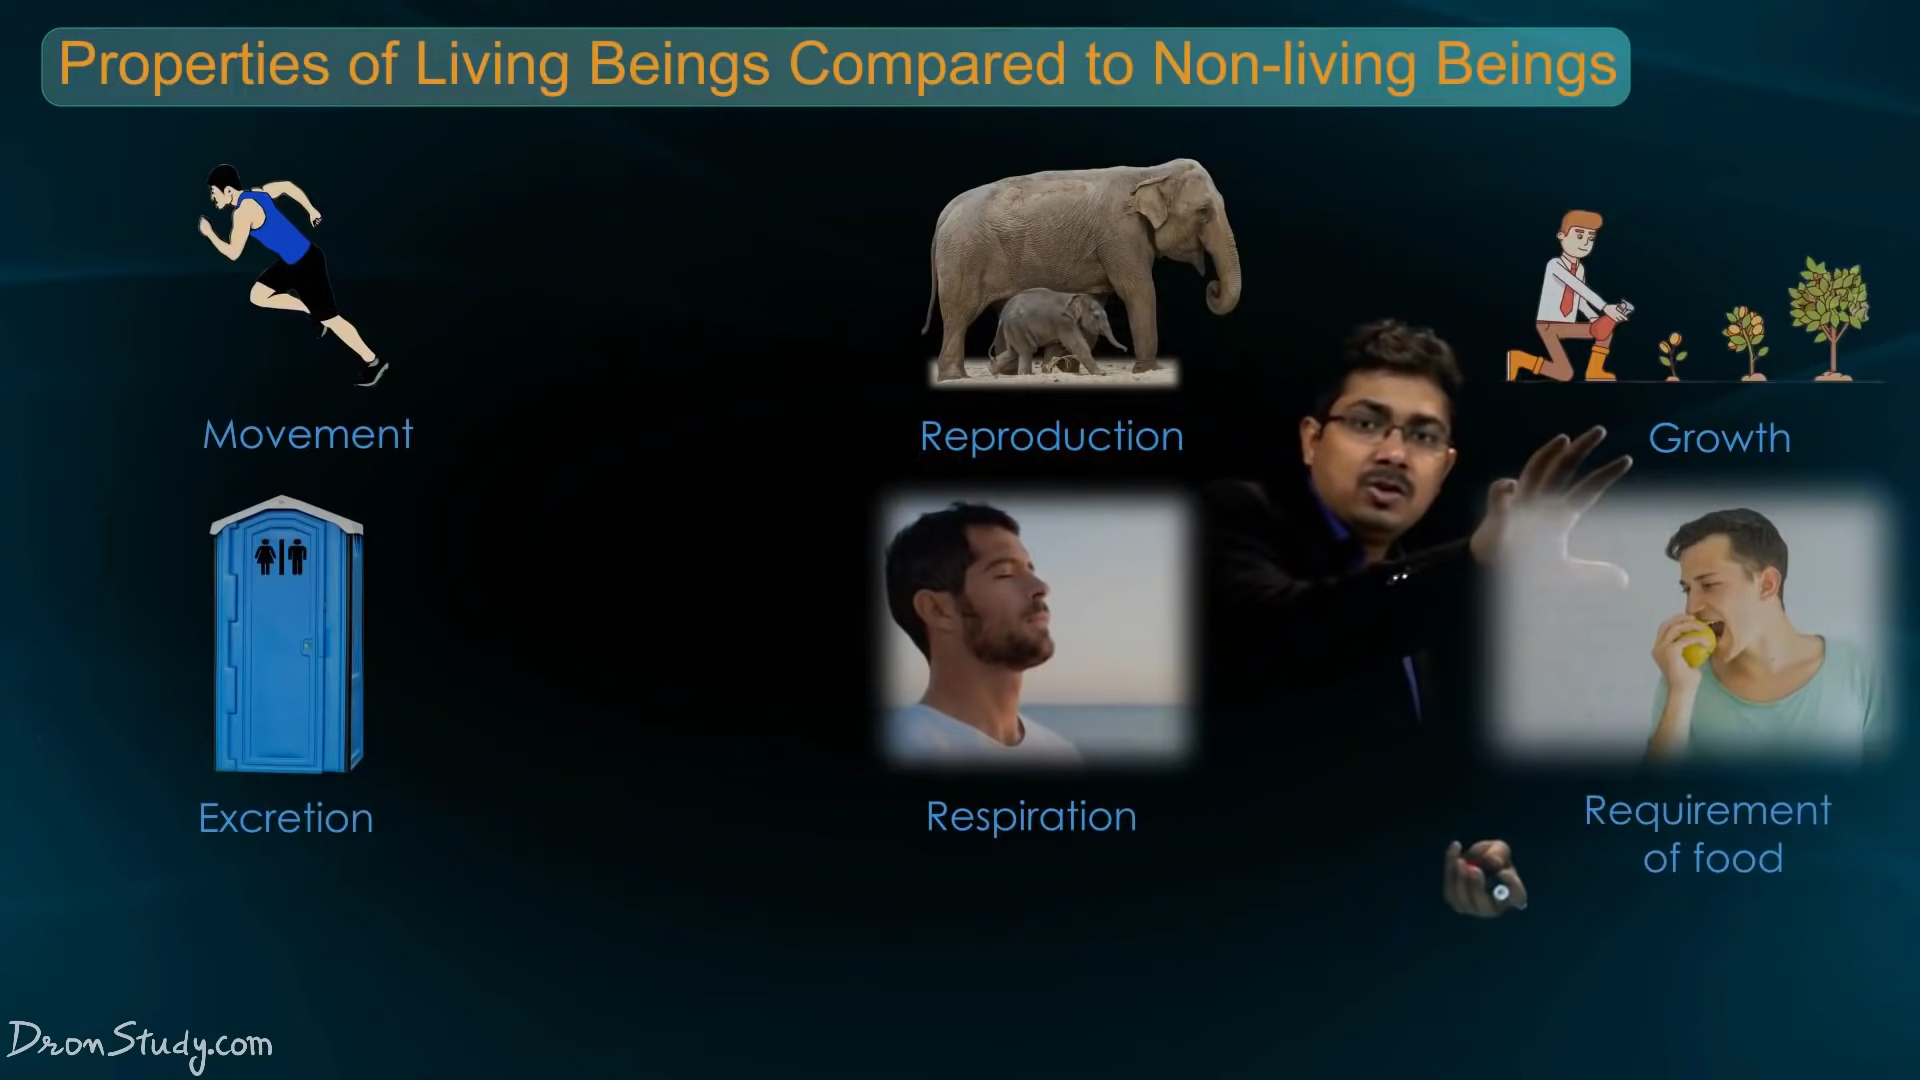 Properties of Living Beings Compared to Non-living Beings
Movement
Reproduction
Growth
Excretion
Respiration
Requirement
of food
DronStudy.com